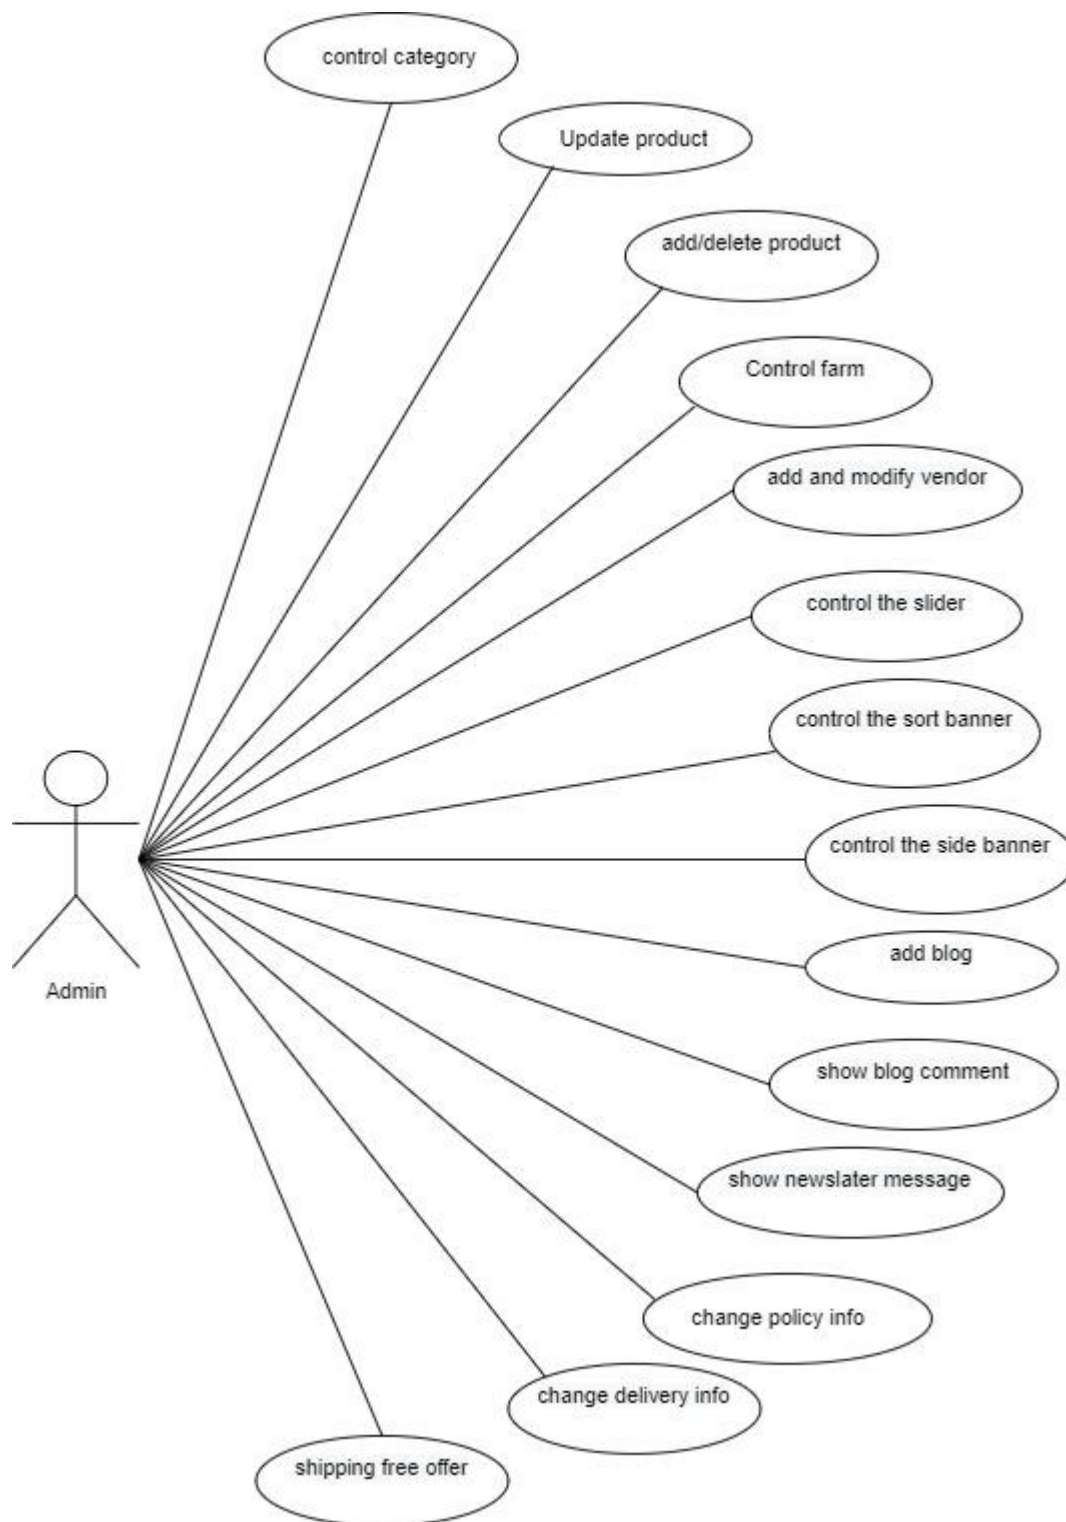 control category
Update product
add/delete product
Control farm
add and modify vendor
control the slider
control the sort banner
control the side banner
add blog
Admin
show blog comment
show newslater message
change policy info
change delivery info
shipping free offer